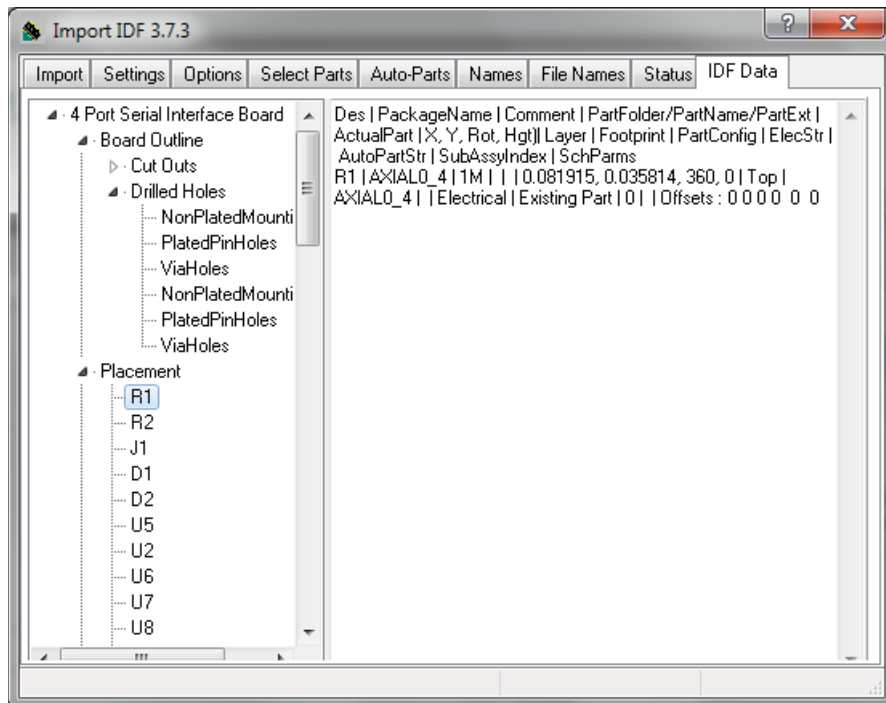 Import IDF 3.7.3
Import Settings Options Select Parts Auto-Parts Names File Names Status IDF Data
4 Port Serial Interface Board
Board Outline
Cut Outs
Drilled Holes
NonPlatedMounti
PlatedPinHoles
ViaHoles
NonPlatedMounti
PlatedPinHoles
ViaHoles
Placement
R1
R2
J1
D1
D2
U5
U2
U6
U7
U8
Des | PackageName | Comment | PartFolder/PartName/PartExt |
ActualPart | X, Y, Rot, Hgt)| Layer | Footprint | PartConfig | ElecStr |
AutoPartStr | SubAssyIndex | SchParms
R1 | AXIAL0_4 | 1M | | | 0.081915, 0.035814, 360, 0 | Top |
AXIAL0_4 | | Electrical | Existing Part | 0 | | Offsets : 0 0 0 0 0 0